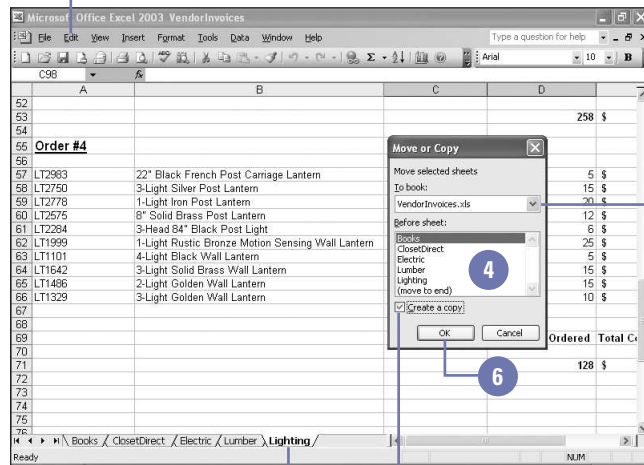 Microsoft Office Excel 2003 VendorInvoices
File Edit View Insert Format Tools Data Window Help Type a question for help
Arial 10 B
C98 fx
A B C D
52
53 258 $
54
55 Order #4
56
57 LT2983 22" Black French Post Carriage Lantern 5 $
58 LT2750 3-Light Silver Post Lantern 15 $
59 LT2778 1-Light Iron Post Lantern 20 $
60 LT2575 8" Solid Brass Post Lantern 12 $
61 LT2284 3-Head 84" Black Post Light 6 $
62 LT1999 1-Light Rustic Bronze Motion Sensing Wall Lantern 25 $
63 LT1101 4-Light Black Wall Lantern 5 $
64 LT1642 3-Light Solid Brass Wall Lantern 15 $
65 LT1486 2-Light Golden Wall Lantern 15 $
66 LT1329 3-Light Golden Wall Lantern 10 $
67
68
69 Ordered Total Co
70
71 128 $
72
73
74
75
76
Move or Copy
Move selected sheets
To book:
VendorInvoices.xls
Before sheet:
Books
ClosetDirect
Electric
Lumber
Lighting
(move to end)
4
Create a copy
OK Cancel
6
Books / ClosetDirect / Electric / Lumber \ Lighting /
Ready NUM